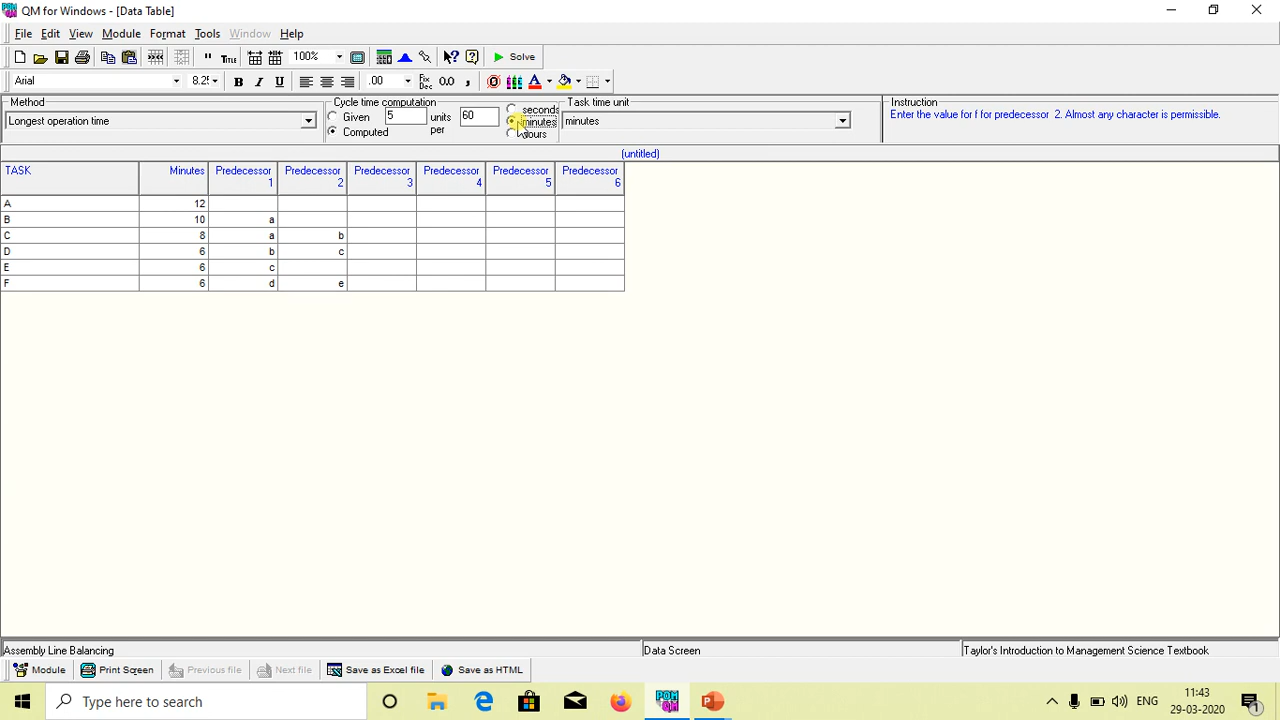 QM for Windows - [Data Table]
File Edit View Module Format Tools Window Help
" TITLE 100% Solve
Arial 8.25 B I U .00 Fix Dec 0,0 , A
Method Cycle time computation Task time unit Instruction
Longest operation time Given 5 units per 60 seconds minutes Enter the value for f for predecessor 2. Almost any character is permissible.
Computed minutes hours
(untitled)
TASK Minutes Predecessor 1 Predecessor 2 Predecessor 3 Predecessor 4 Predecessor 5 Predecessor 6
A 12
B 10 a
C 8 a b
D 6 b c
E 6 c
F 6 d e
Assembly Line Balancing Data Screen Taylor's Introduction to Management Science Textbook
Module Print Screen Previous file Next file Save as Excel file Save as HTML
Type here to search POM QM ENG 11:43
29-03-2020